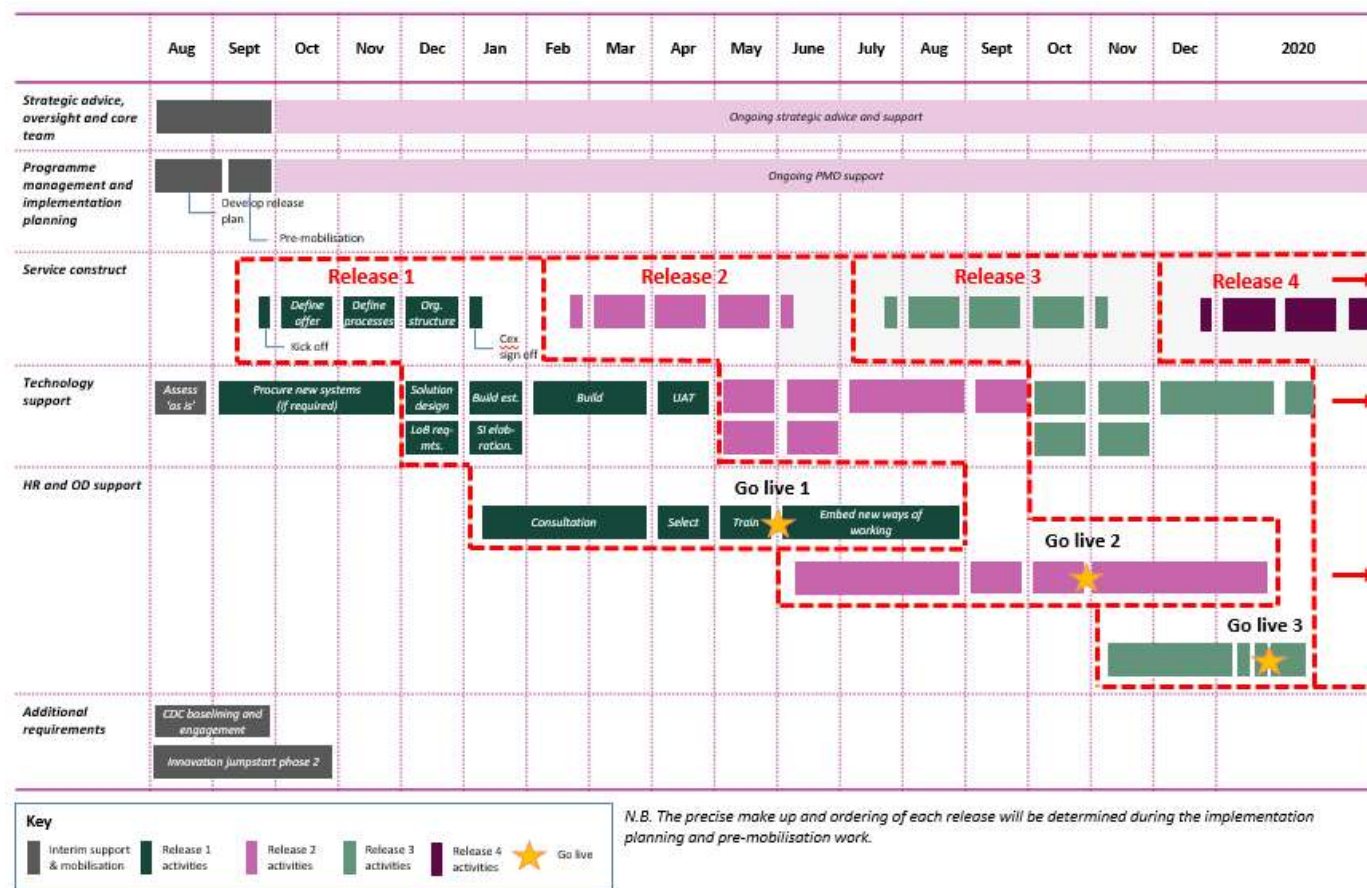 Aug Sept Oct Nov Dec Jan Feb Mar Apr May June July Aug Sept Oct Nov Dec 2020
Strategic advice,
oversight and core
team
Ongoing strategic advice and support
Programme
management and
implementation
planning
Ongoing PMO support
Develop release
plan
Pre-mobilisation
Service construct
Release 1
Release 2
Release 3
Release 4
Define
offer
Define
processes
Org.
structure
Kick off
Cex
sign off
Technology
support
Assess
'as is'
Procure new systems
(if required)
Solution
design
Build est.
Build
UAT
LoB req-
mts.
SI elab-
ration.
HR and OD support
Go live 1
Consultation
Select
Train
Embed new ways of
working
Go live 2
Go live 3
Additional
requirements
CDC baselining and
engagement
Innovation jumpstart phase 2
Key
Interim support
& mobilisation
Release 1
activities
Release 2
activities
Release 3
activities
Release 4
activities
Go live
N.B. The precise make up and ordering of each release will be determined during the implementation
planning and pre-mobilisation work.